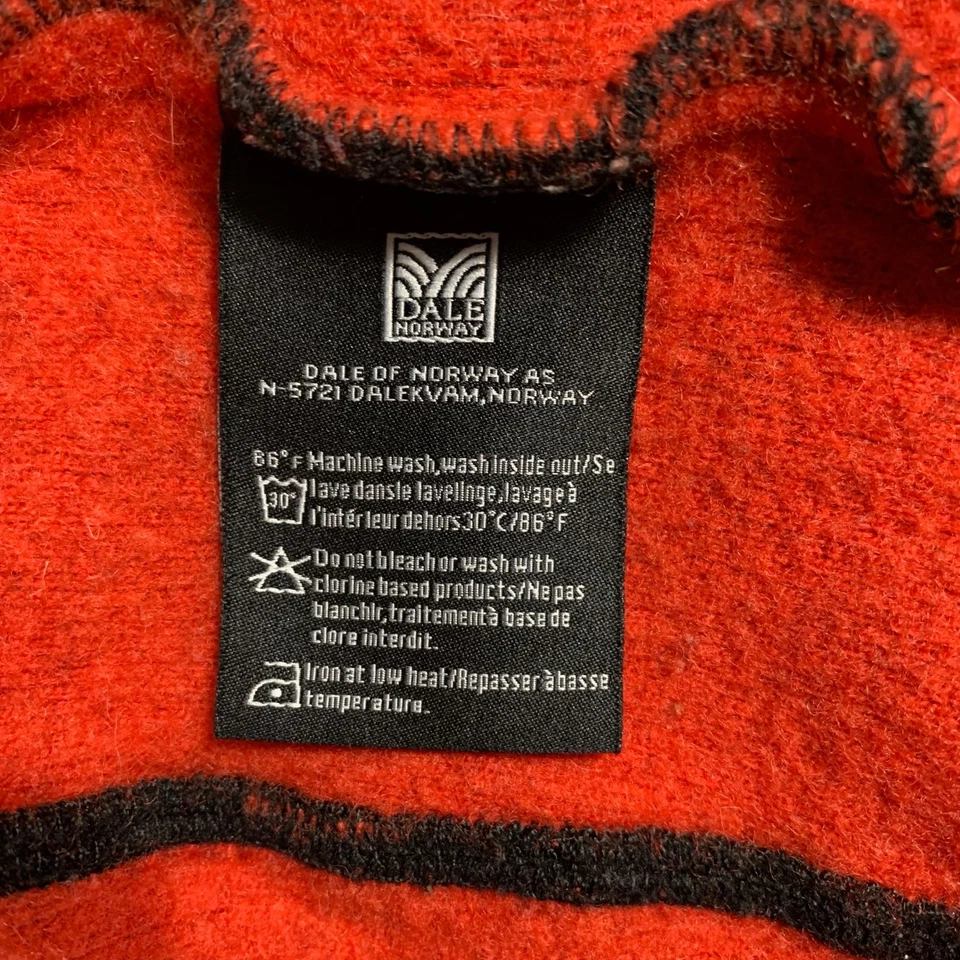 DALE
NORWAY
DALE OF NORWAY AS
N-5721 DALEKVAM, NORWAY
86°F Machine wash, wash inside out/Se
30° lave dansle lavelinge, lavage à
l'intérieur dehors 30°C/86°F
Do not bleach or wash with
clorine based products/Ne pas
blanchir, traitement à base de
clore interdit.
Iron at low heat/Repasser à basse
temperature.